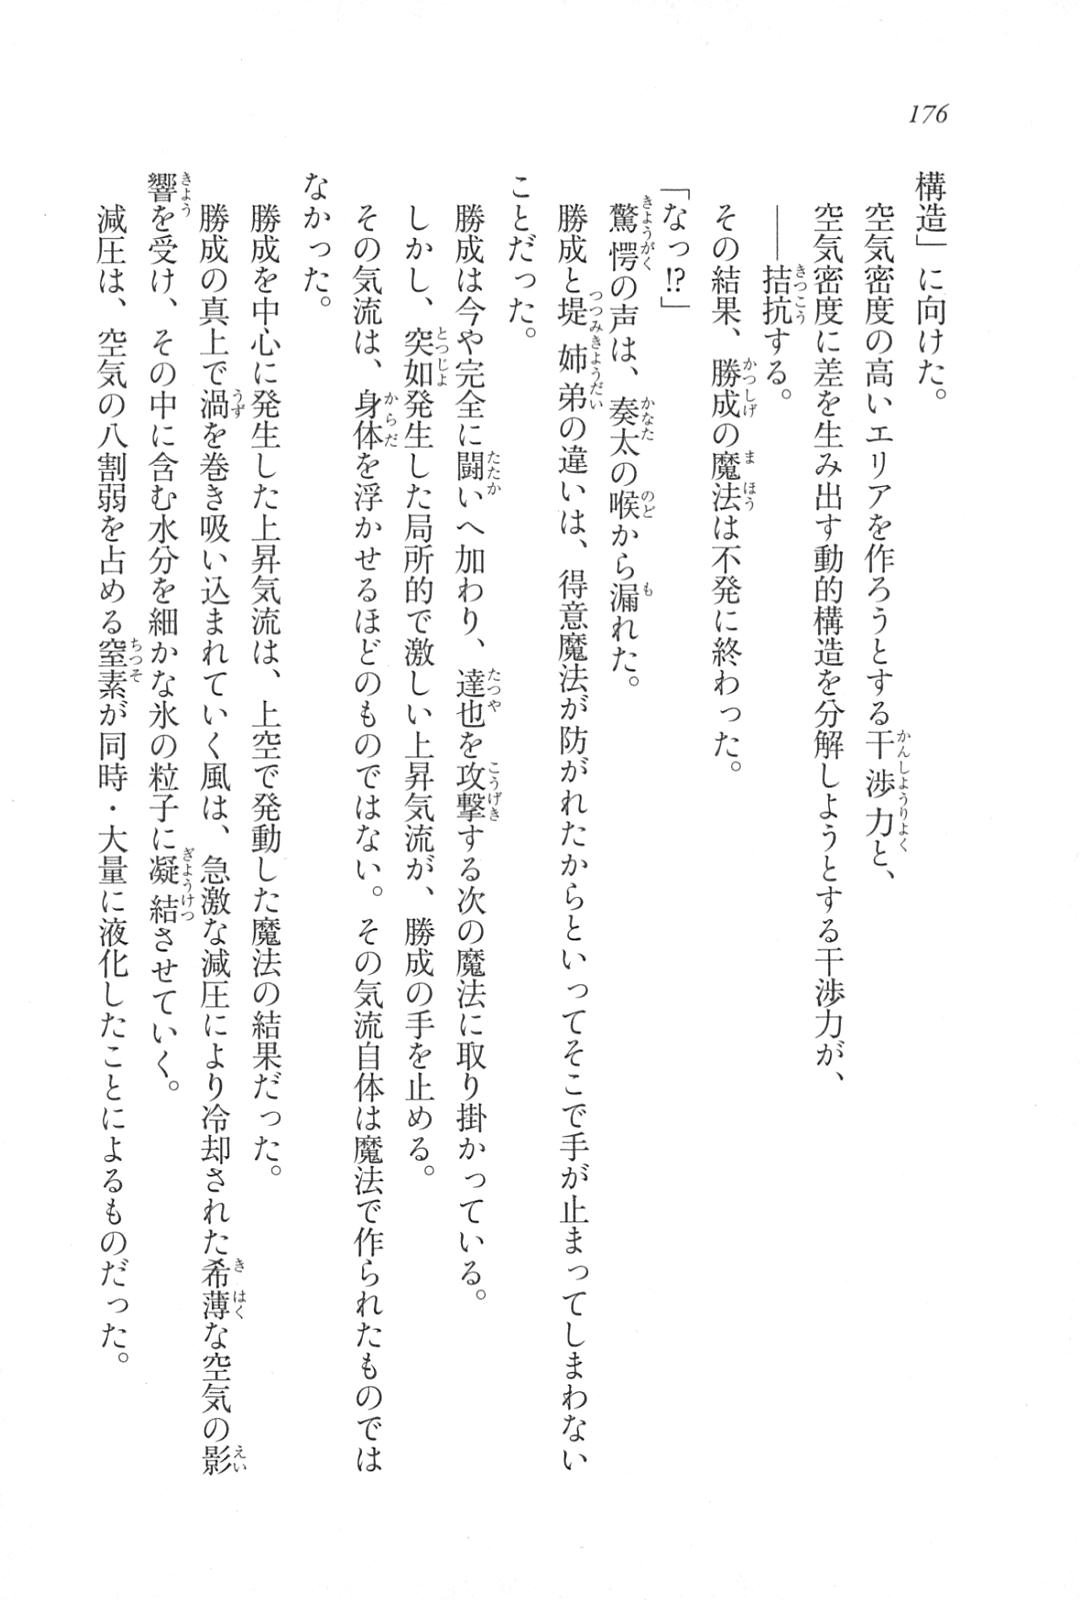 176
構造」に向けた。
空気密度の高いエリアを作ろうとする干渉力と、
空気密度に差を生み出す動的構造を分解しようとする干渉力が、
――拮抗する。
その結果、勝成の魔法は不発に終わった。
「なっ!?」
驚愕の声は、奏太の喉から漏れた。
勝成と堤姉弟の違いは、得意魔法が防がれたからといってそこで手が止まってしまわない
ことだった。
勝成は今や完全に闘いへ加わり、達也を攻撃する次の魔法に取り掛かっている。
しかし、突如発生した局所的で激しい上昇気流が、勝成の手を止める。
その気流は、身体を浮かせるほどのものではない。その気流自体は魔法で作られたものでは
なかった。
勝成を中心に発生した上昇気流は、上空で発動した魔法の結果だった。
勝成の真上で渦を巻き吸い込まれていく風は、急激な減圧により冷却された希薄な空気の影
響を受け、その中に含む水分を細かな氷の粒子に凝結させていく。
減圧は、空気の八割弱を占める窒素が同時・大量に液化したことによるものだった。